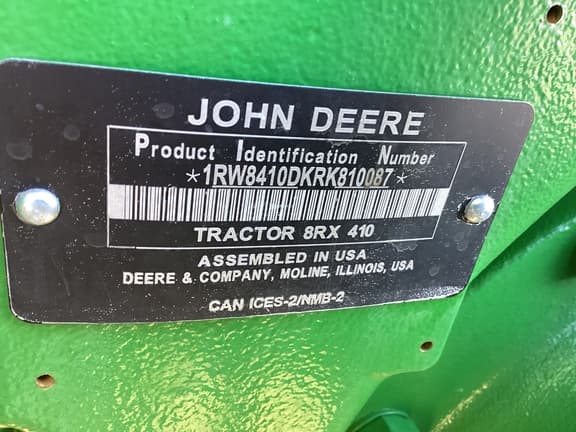 JOHN DEERE
Product Identification Number
*1RW8410DKRK810087*
TRACTOR 8RX 410
ASSEMBLED IN USA
DEERE & COMPANY, MOLINE, ILLINOIS, USA
CAN ICES-2/NMB-2